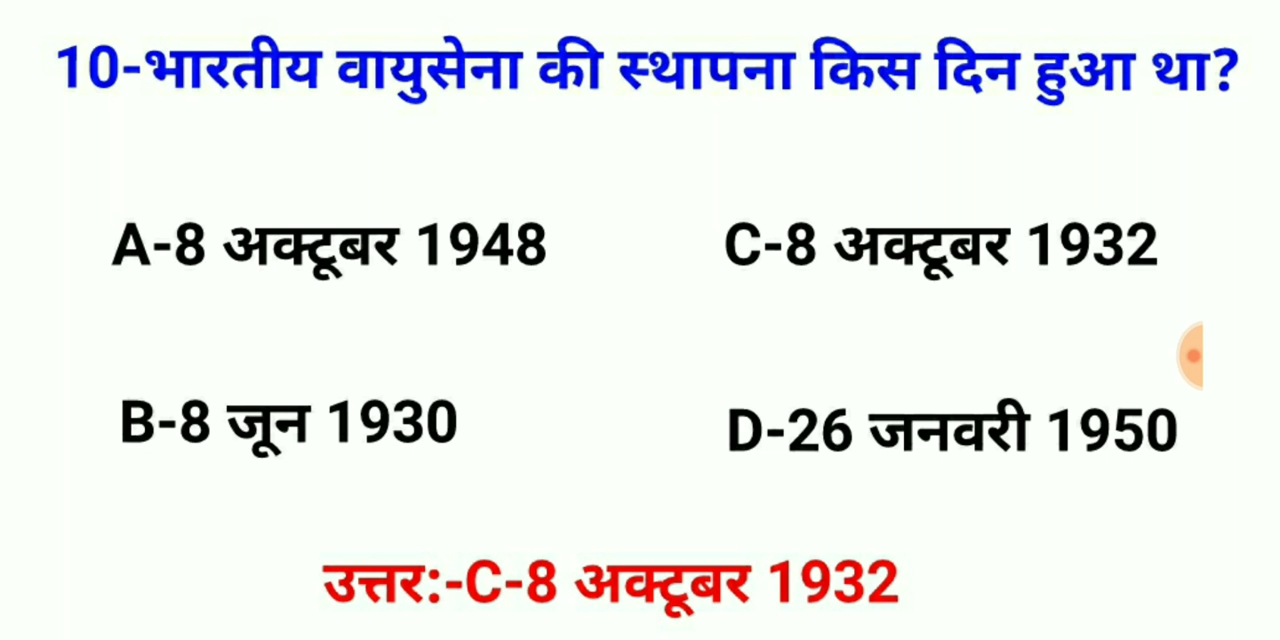 10-भारतीय वायुसेना की स्थापना किस दिन हुआ था?
A-8 अक्टूबर 1948
C-8 अक्टूबर 1932
B-8 जून 1930
D-26 जनवरी 1950
उत्तर:-C-8 अक्टूबर 1932